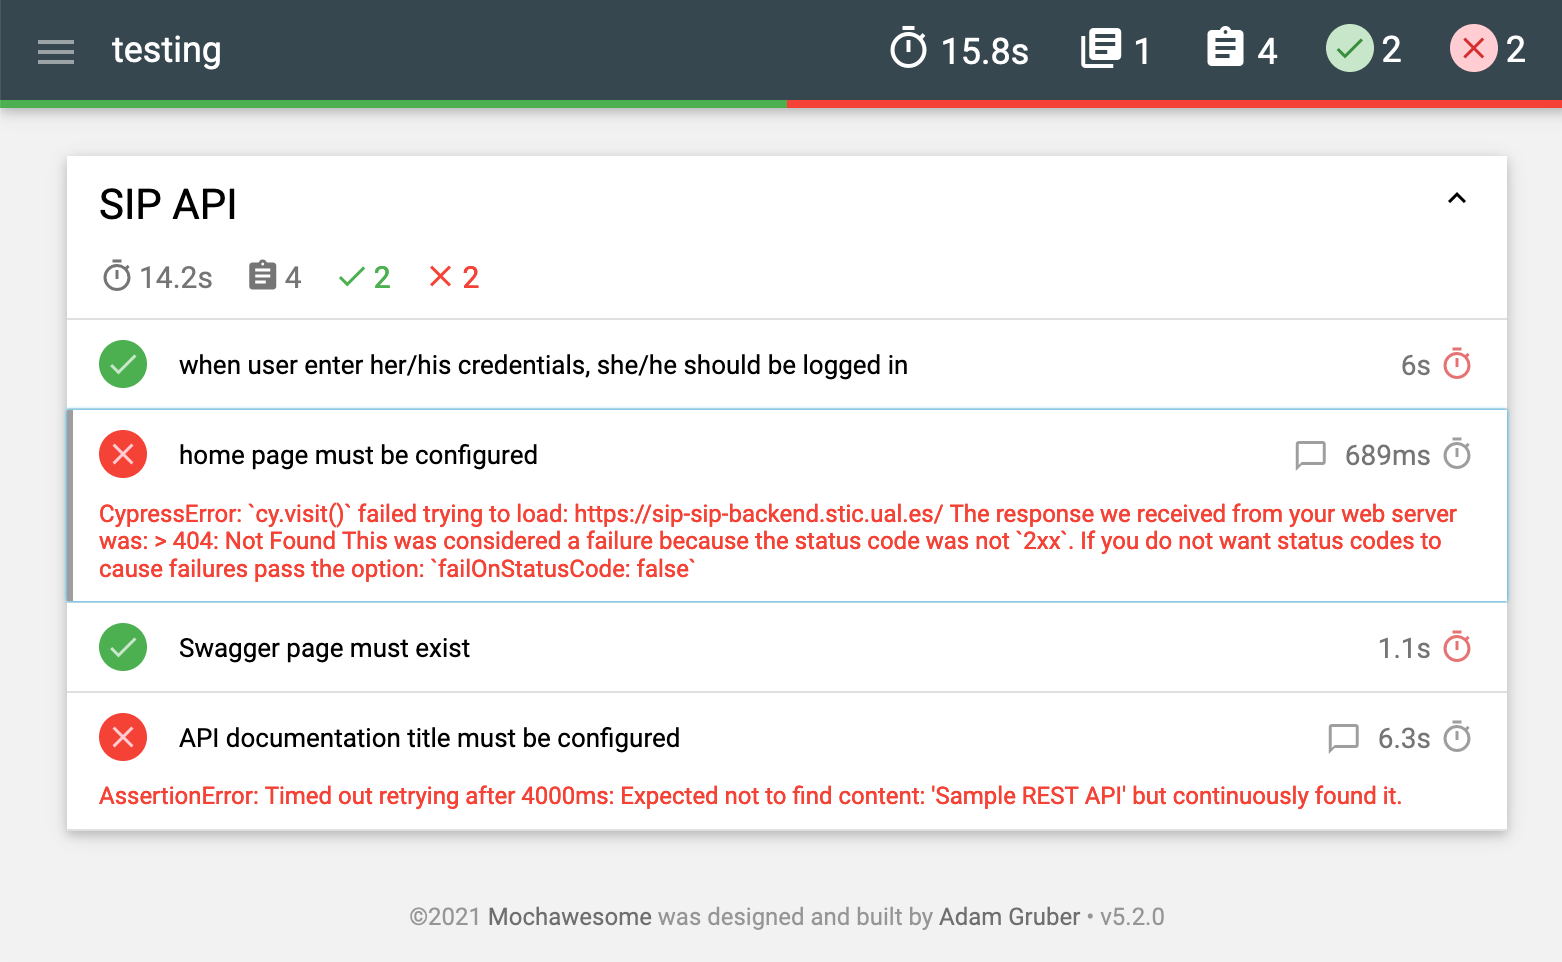 testing 15.8s 1 4 2 2
SIP API
14.2s 4 2 2
when user enter her/his credentials, she/he should be logged in 6s
home page must be configured 689ms
CypressError: `cy.visit()` failed trying to load: https://sip-sip-backend.stic.ual.es/ The response we received from your web server
was: > 404: Not Found This was considered a failure because the status code was not `2xx`. If you do not want status codes to
cause failures pass the option: `failOnStatusCode: false`
Swagger page must exist 1.1s
API documentation title must be configured 6.3s
AssertionError: Timed out retrying after 4000ms: Expected not to find content: 'Sample REST API' but continuously found it.
©2021 Mochawesome was designed and built by Adam Gruber • v5.2.0